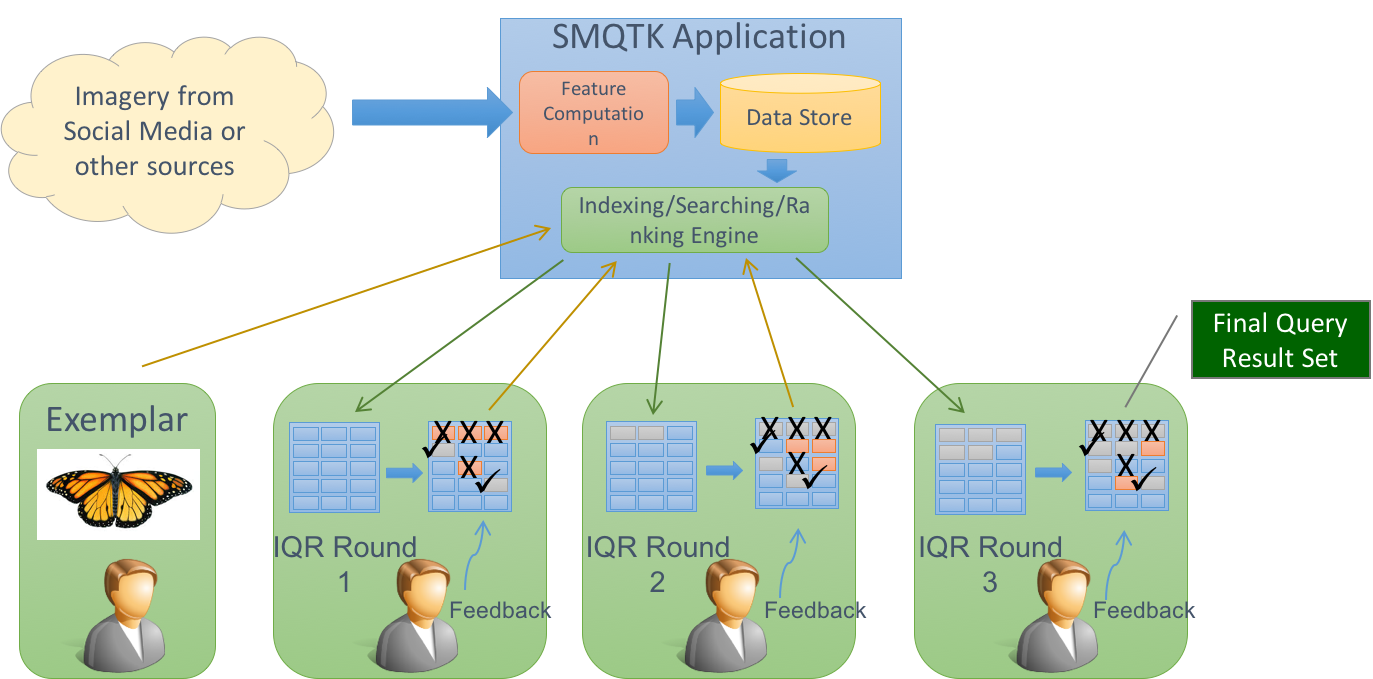 SMQTK Application
Imagery from
Social Media or
other sources
Feature
Computatio
n
Data Store
Indexing/Searching/Ra
nking Engine
Final Query
Result Set
Exemplar
X X X
X
X X X
X
X X X
X
IQR Round
1
Feedback
IQR Round
2
Feedback
IQR Round
3
Feedback